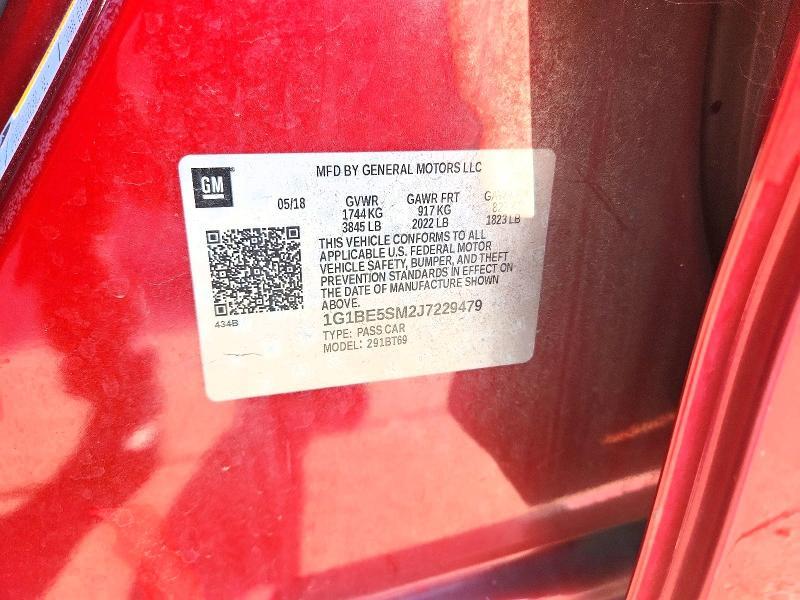 GM
MFD BY GENERAL MOTORS LLC
05/18 GVWR GAWR FRT
1744 KG 917 KG
3845 LB 2022 LB 1823 LB
THIS VEHICLE CONFORMS TO ALL
APPLICABLE U.S. FEDERAL MOTOR
VEHICLE SAFETY, BUMPER, AND THEFT
PREVENTION STANDARDS IN EFFECT ON
THE DATE OF MANUFACTURE SHOWN
ABOVE.
434B
1G1BE5SM2J7229479
TYPE: PASS CAR
MODEL: 291BT69